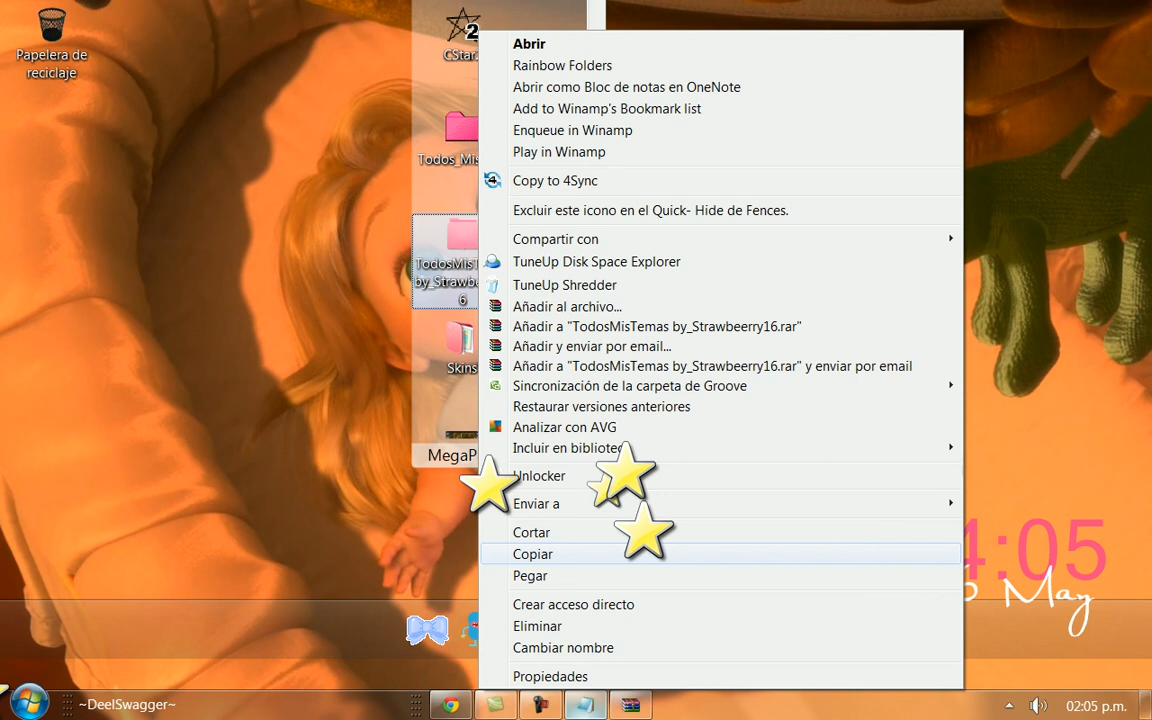 Papelera de
reciclaje
2
CStar
Todos_Mis
TodosMisT
by_Strawbe
6
Skins
MegaP
Abrir
Rainbow Folders
Abrir como Bloc de notas en OneNote
Add to Winamp's Bookmark list
Enqueue in Winamp
Play in Winamp
Copy to 4Sync
Excluir este icono en el Quick- Hide de Fences.
Compartir con
TuneUp Disk Space Explorer
TuneUp Shredder
Añadir al archivo...
Añadir a "TodosMisTemas by_Strawbeerry16.rar"
Añadir y enviar por email...
Añadir a "TodosMisTemas by_Strawbeerry16.rar" y enviar por email
Sincronización de la carpeta de Groove
Restaurar versiones anteriores
Analizar con AVG
Incluir en bibliotec
Unlocker
Enviar a
Cortar
Copiar
Pegar
Crear acceso directo
Eliminar
Cambiar nombre
Propiedades
4:05
May
~DeelSwagger~
02:05 p.m.